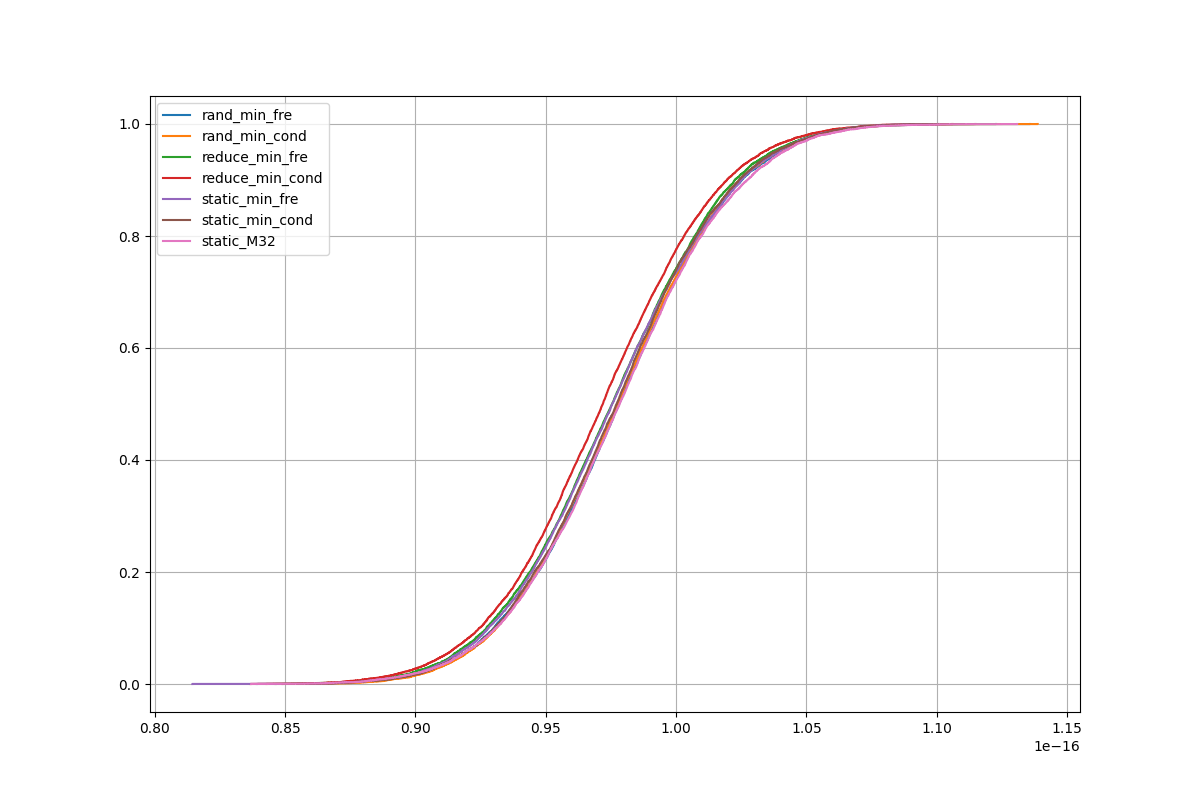 rand_min_fre
rand_min_cond
reduce_min_fre
reduce_min_cond
static_min_fre
static_min_cond
static_M32
1.0
0.8
0.6
0.4
0.2
0.0
0.80 0.85 0.90 0.95 1.00 1.05 1.10 1.15
1e−16